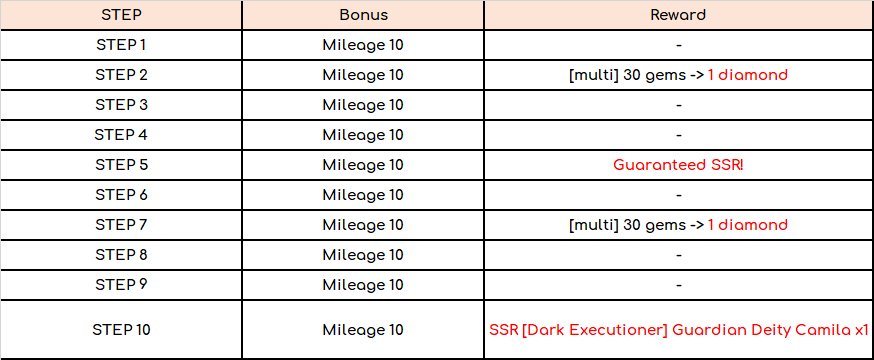 STEP Bonus Reward
STEP 1 Mileage 10 -
STEP 2 Mileage 10 [multi] 30 gems -> 1 diamond
STEP 3 Mileage 10 -
STEP 4 Mileage 10 -
STEP 5 Mileage 10 Guaranteed SSR!
STEP 6 Mileage 10 -
STEP 7 Mileage 10 [multi] 30 gems -> 1 diamond
STEP 8 Mileage 10 -
STEP 9 Mileage 10 -
STEP 10 Mileage 10 SSR [Dark Executioner] Guardian Deity Camila x1